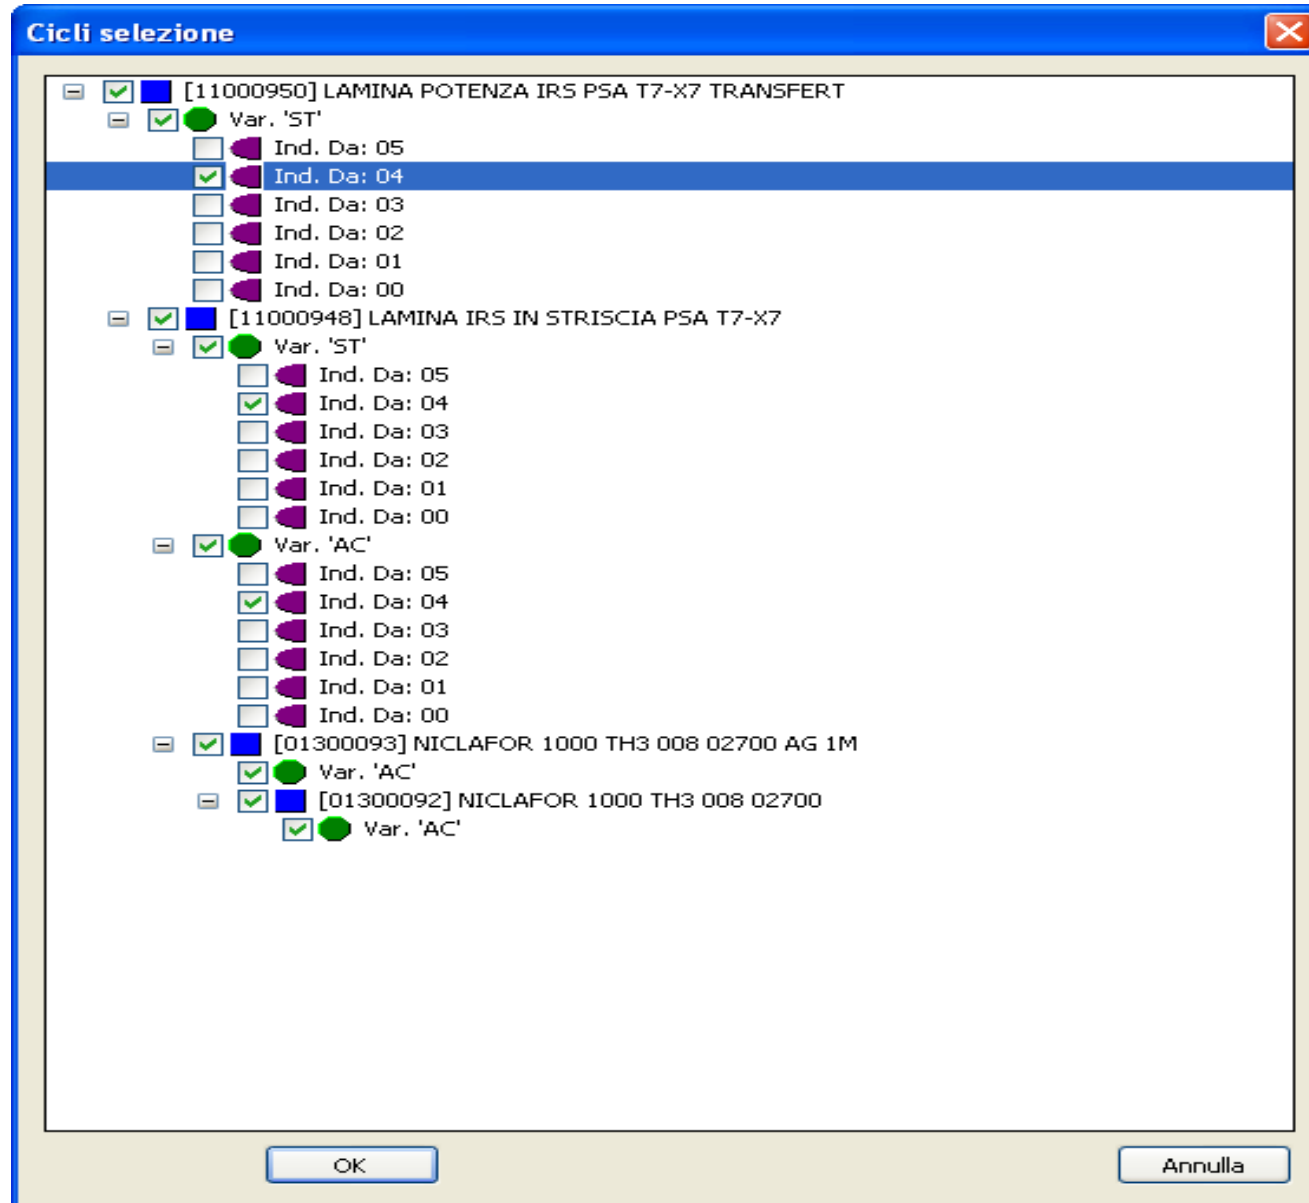 Cicli selezione
[11000950] LAMINA POTENZA IRS PSA T7-X7 TRANSFERT
Var. 'ST'
Ind. Da: 05
Ind. Da: 04
Ind. Da: 03
Ind. Da: 02
Ind. Da: 01
Ind. Da: 00
[11000948] LAMINA IRS IN STRISCIA PSA T7-X7
Var. 'ST'
Ind. Da: 05
Ind. Da: 04
Ind. Da: 03
Ind. Da: 02
Ind. Da: 01
Ind. Da: 00
Var. 'AC'
Ind. Da: 05
Ind. Da: 04
Ind. Da: 03
Ind. Da: 02
Ind. Da: 01
Ind. Da: 00
[01300093] NICLAFOR 1000 TH3 008 02700 AG 1M
Var. 'AC'
[01300092] NICLAFOR 1000 TH3 008 02700
Var. 'AC'
OK Annulla